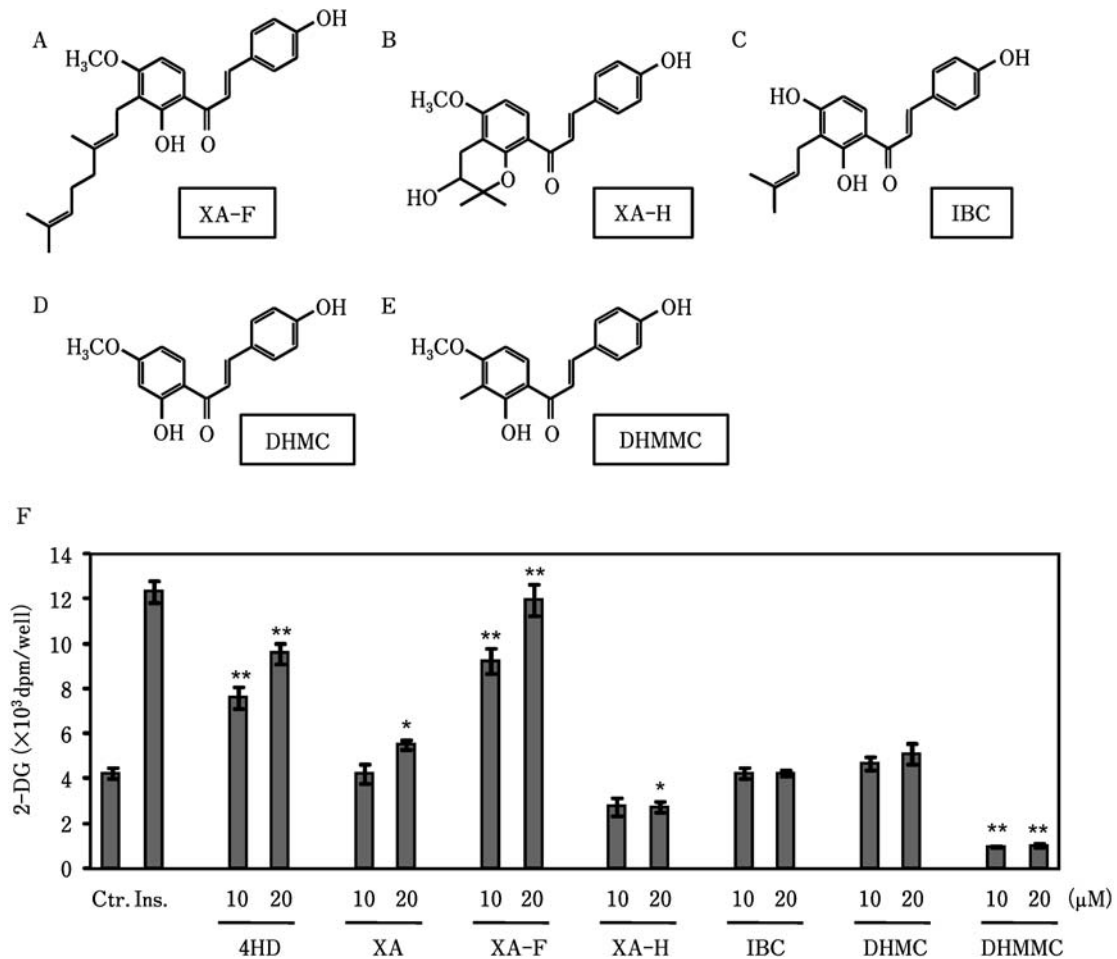 A
OH
H₃CO
OH
O
XA-F
B
OH
H₃CO
HO
O
O
XA-H
C
OH
HO
OH
O
IBC
D
OH
H₃CO
OH
O
DHMC
E
OH
H₃CO
OH
O
DHMMC
F
2-DG (×10³dpm/well)
14
12
10
8
6
4
2
0
** ** * ** ** * ** **
Ctr. Ins. 10 20 10 20 10 20 10 20 10 20 10 20 10 20 (μM)
4HD XA XA-F XA-H IBC DHMC DHMMC